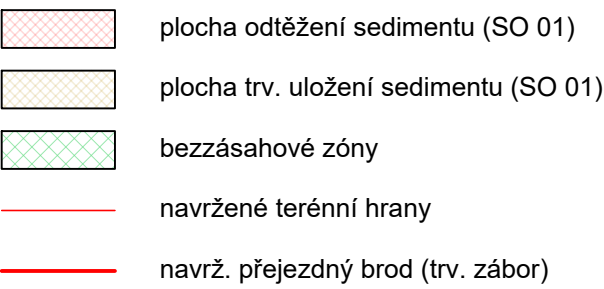 plocha odtěžení sedimentu (SO 01)
plocha trv. uložení sedimentu (SO 01)
bezzásahové zóny
navržené terénní hrany
navrž. přejezdný brod (trv. zábor)